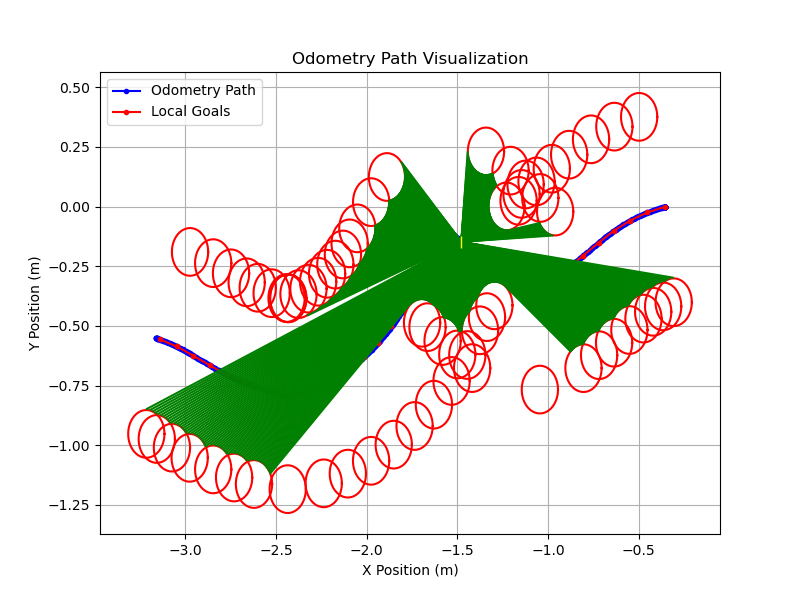 Odometry Path Visualization
Odometry Path
Local Goals
0.50
0.25
0.00
−0.25
−0.50
−0.75
−1.00
−1.25
Y Position (m)
−3.0 −2.5 −2.0 −1.5 −1.0 −0.5
X Position (m)